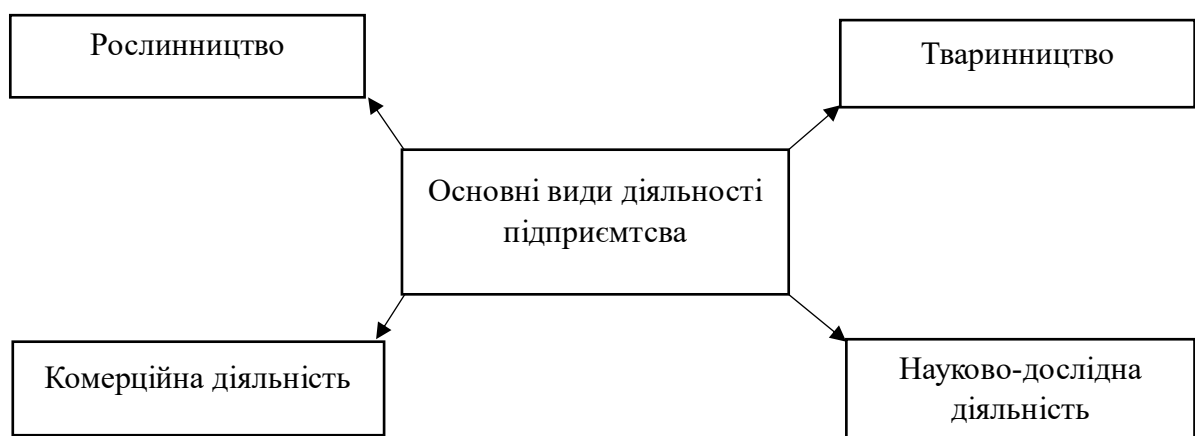 Рослинництво
Тваринництво
Основні види діяльності
підприємтсва
Комерційна діяльність
Науково-дослідна
діяльність